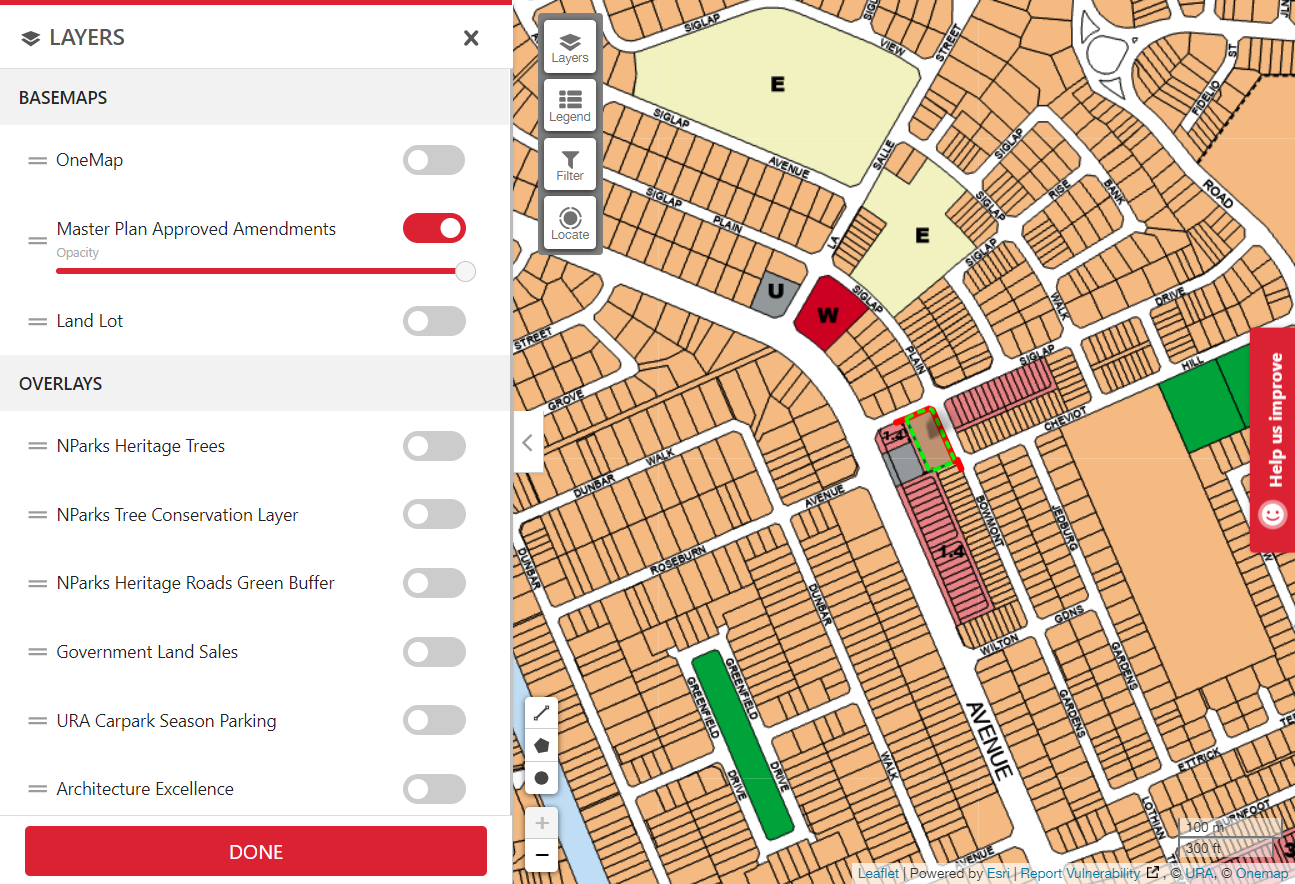 LAYERS
BASEMAPS
OneMap
Master Plan Approved Amendments
Opacity
Land Lot
OVERLAYS
NParks Heritage Trees
NParks Tree Conservation Layer
NParks Heritage Roads Green Buffer
Government Land Sales
URA Carpark Season Parking
Architecture Excellence
DONE
Layers
Legend
Filter
Locate
SIGLAP
VIEW
STREET
E
SIGLAP
AVENUE
SALLE
LA
SIGLAP
PLAIN
E
SIGLAP
SIGLAP
RISE
BANK
SIGLAP
WALK
DRIVE
FIDELIO
ST
ROAD
U
W
SIGLAP
PLAIN
SIGLAP
HILL
CHEVIOT
STREET
GROVE
1.4
DUNBAR
WALK
AVENUE
ROSEBURN
DUNBAR
DUNBAR
WALK
BOWMONT
JEDBURG
1.4
GDNS
WILTON
GARDENS
GARDENS
GREENFIELD
DRIVE
GREENFIELD
DRIVE
AVENUE
ETTRICK
LOTHIAN
BURNFOOT
AVENUE
Help us improve
100 m
300 ft
Leaflet | Powered by Esri | Report Vulnerability , © URA, © Onemap